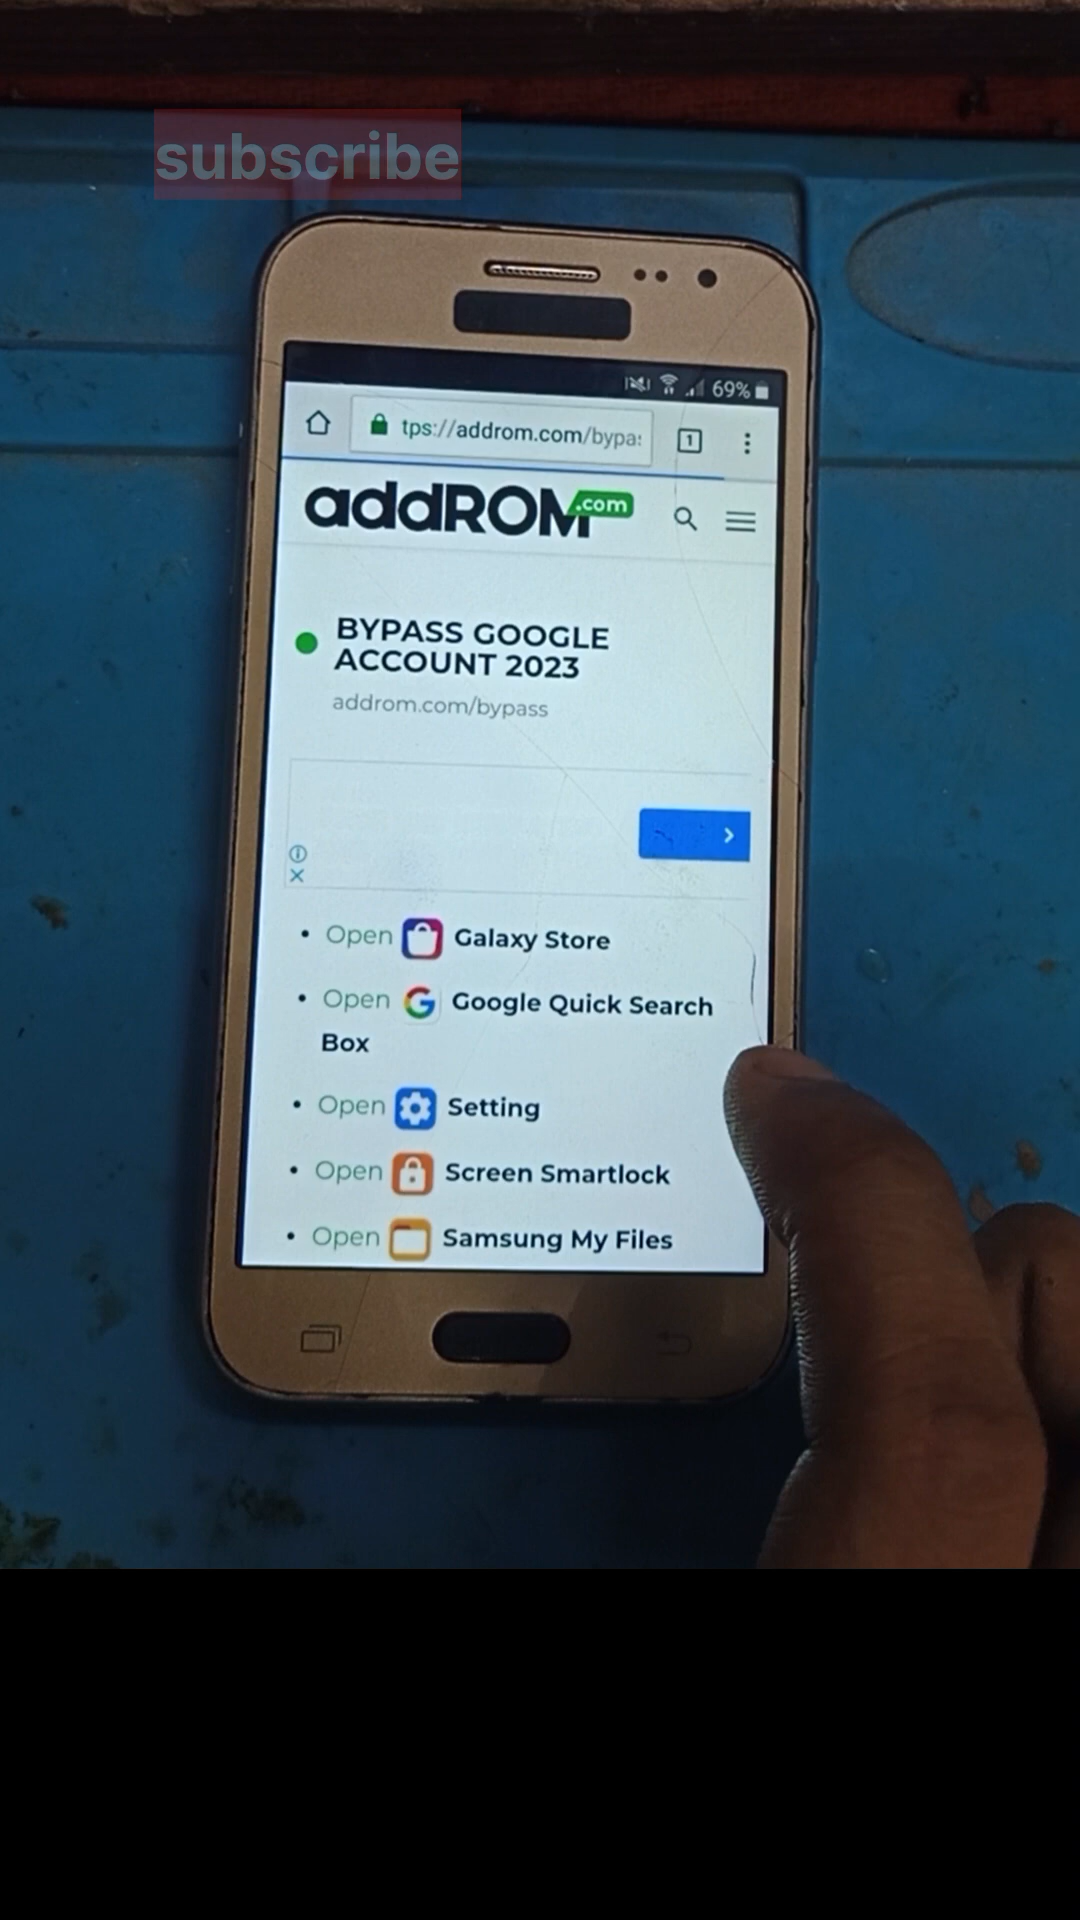 subscribe
69%
tps://addrom.com/bypa
1
addROM.com
BYPASS GOOGLE
ACCOUNT 2023
addrom.com/bypass
• Open Galaxy Store
• Open Google Quick Search
Box
• Open Setting
• Open Screen Smartlock
• Open Samsung My Files